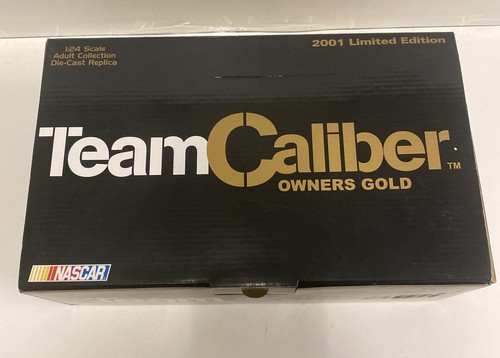 1:24 Scale
Adult Collection
Die-Cast Replica
2001 Limited Edition
TeamCaliber™
OWNERS GOLD
NASCAR